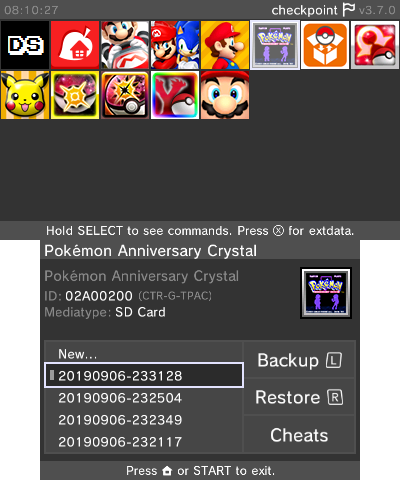 08:10:27
checkpoint v3.7.0
DS
POKéMON
Y
Hold SELECT to see commands. Press Ⓧ for extdata.
Pokémon Anniversary Crystal
Pokémon Anniversary Crystal
ID: 02A00200 (CTR-G-TPAC)
Mediatype: SD Card
POKéMON
New...
20190906-233128
20190906-232504
20190906-232349
20190906-232117
Backup L
Restore R
Cheats
Press or START to exit.